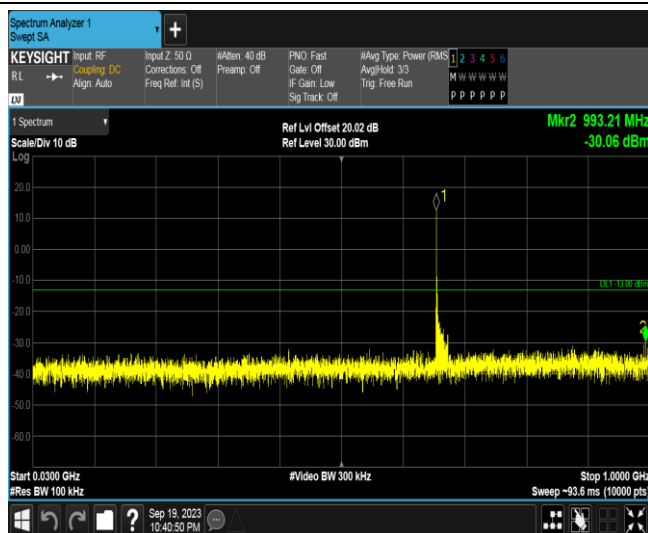 Spectrum Analyzer 1
Swept SA
+
KEYSIGHT
RL
LXI
Input: RF
Coupling: DC
Align: Auto
Input Z: 50 Ω
Corrections: Off
Freq Ref: Int (S)
#Atten: 40 dB
Preamp: Off
PNO: Fast
Gate: Off
IF Gain: Low
Sig Track: Off
#Avg Type: Power (RMS
Avg|Hold: 3/3
Trig: Free Run
1 2 3 4 5 6
M W W W W W
P P P P P P
1 Spectrum
Scale/Div 10 dB
Log
Ref Lvl Offset 20.02 dB
Ref Level 30.00 dBm
Mkr2 993.21 MHz
-30.06 dBm
20.0
10.0
0.00
-10.0
-20.0
-30.0
-40.0
-50.0
-60.0
1
DL1 -13.00 dBm
2
Start 0.0300 GHz
#Res BW 100 kHz
#Video BW 300 kHz
Stop 1.0000 GHz
Sweep ~93.6 ms (10000 pts)
?
Sep 19, 2023
10:40:50 PM